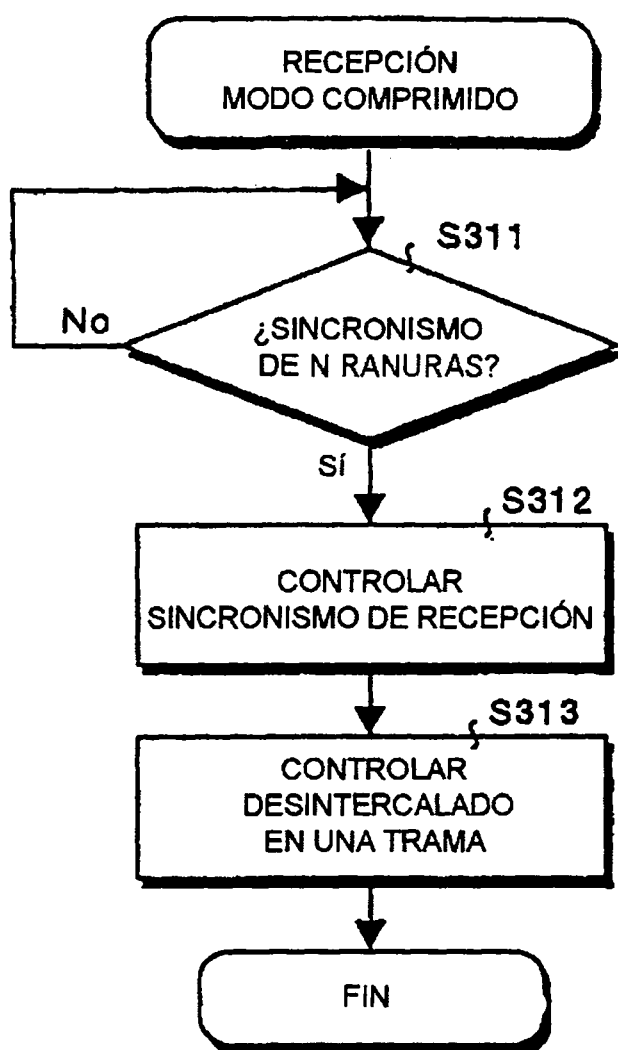 RECEPCIÓN
MODO COMPRIMIDO
S311
No
¿SINCRONISMO
DE N RANURAS?
SÍ
S312
CONTROLAR
SINCRONISMO DE RECEPCIÓN
S313
CONTROLAR
DESINTERCALADO
EN UNA TRAMA
FIN